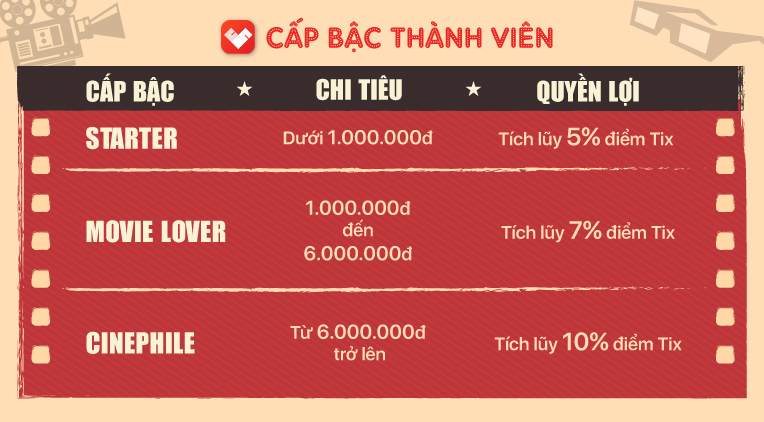 CẤP BẬC THÀNH VIÊN
CẤP BẬC ★ CHI TIÊU ★ QUYỀN LỢI
STARTER Dưới 1.000.000đ Tích lũy 5% điểm Tix
MOVIE LOVER 1.000.000đ đến 6.000.000đ Tích lũy 7% điểm Tix
CINEPHILE Từ 6.000.000đ trở lên Tích lũy 10% điểm Tix